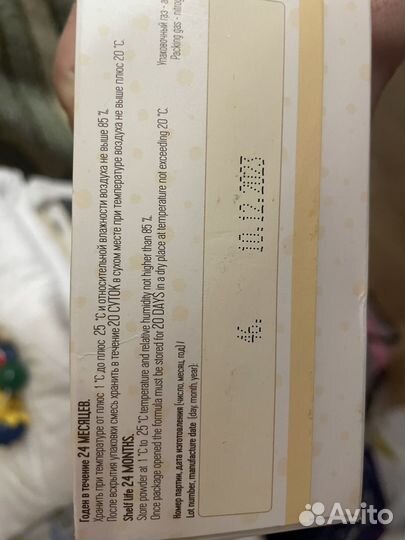 Годен в течение 24 МЕСЯЦЕВ.
Хранить при температуре от плюс 1 °С до плюс 25 °С и относительной влажности воздуха не выше 85 %.
После вскрытия упаковки смесь хранить в течение 20 СУТОК в сухом месте при температуре воздуха не выше плюс 20 °С.
Shelf life 24 MONTHS.
Store powder at 1 °C to 25 °C temperature and relative humidity not higher than 85 %.
Once package opened the formula must be stored for 20 DAYS in a dry place at temperature not exceeding 20 °C.
Номер партии, дата изготовления (число, месяц, год)/
Lot number, manufacture date (day, month, year):
46. 10.12.2023
Упаковочный газ - а
Packing gas - nitrog
Avito